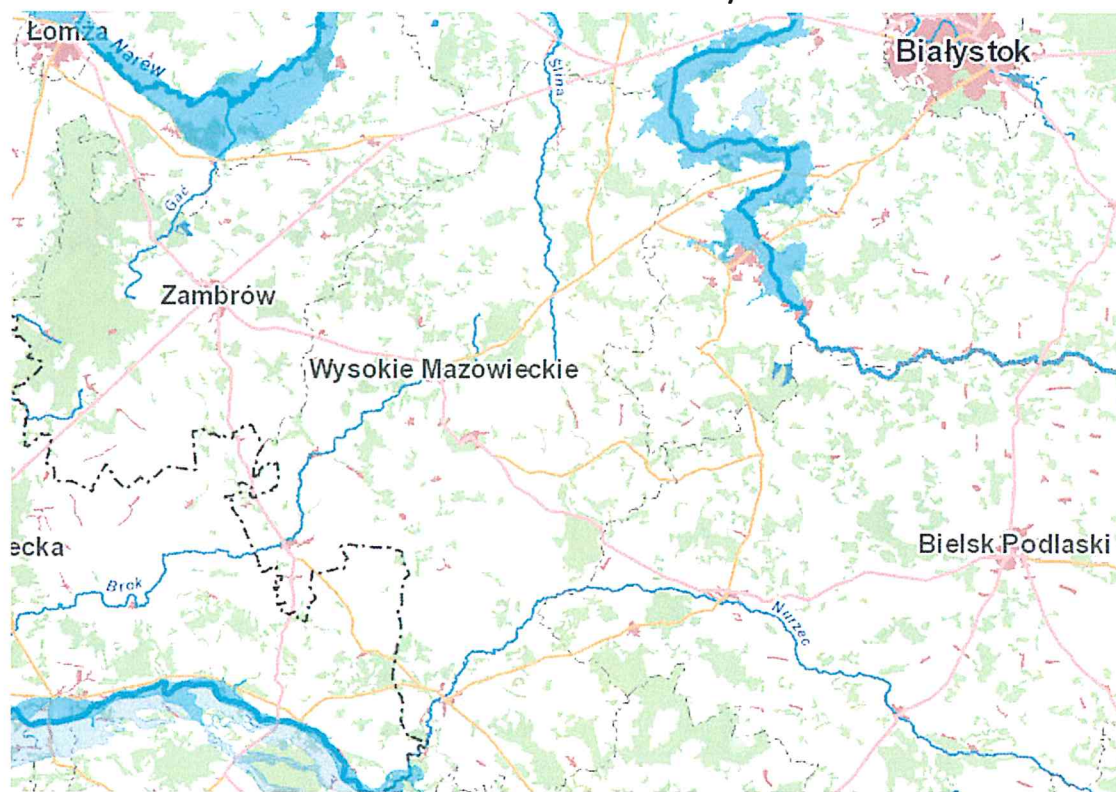 Łomża
Narew
Ślina
Białystok
Gać
Zambrów
Wysokie Mazowieckie
ecka
Bielsk Podlaski
Brok
Nurzec